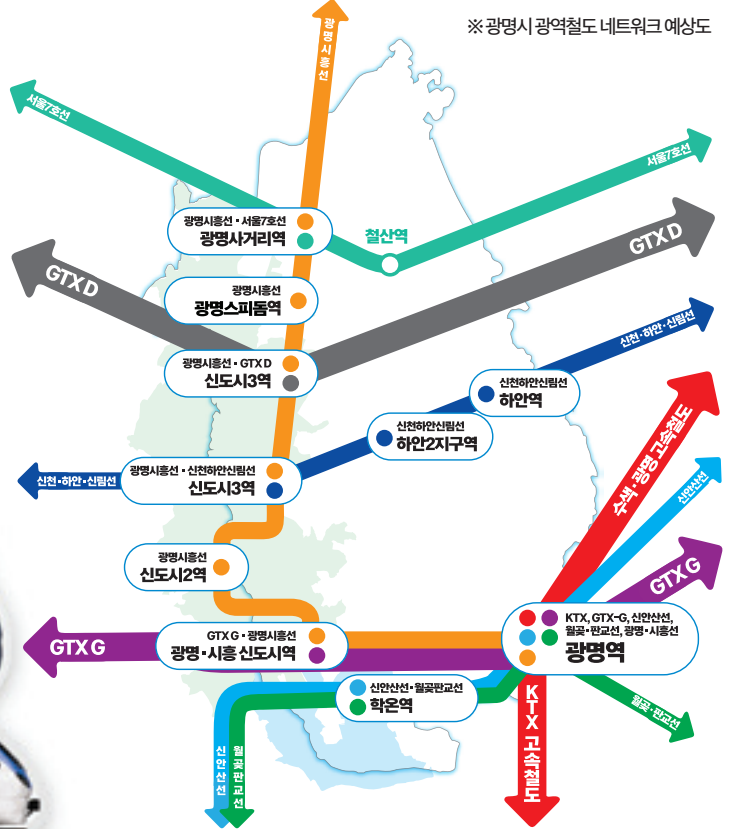 ※ 광명시 광역철도 네트워크 예상도
광명시흥선
서울7호선
서울7호선
광명시흥선 • 서울7호선
광명사거리역
철산역
GTX D
GTX D
광명시흥선
광명스피돔역
광명시흥선 • GTX D
신도시3역
신천·하안·신림선
신천하안신림선
하안역
신천하안신림선
하안2지구역
광명시흥선 • 신천하안신림선
신도시3역
신천·하안·신림선
수색·광명 고속철도
신안산선
광명시흥선
신도시2역
GTX G
GTX G
GTX G • 광명시흥선
광명·시흥 신도시역
KTX, GTX-G, 신안산선,
월곶·판교선, 광명·시흥선
광명역
신안산선 • 월곶판교선
학온역
KTX 고속철도
월곶·판교선
신안산선
월곶판교선